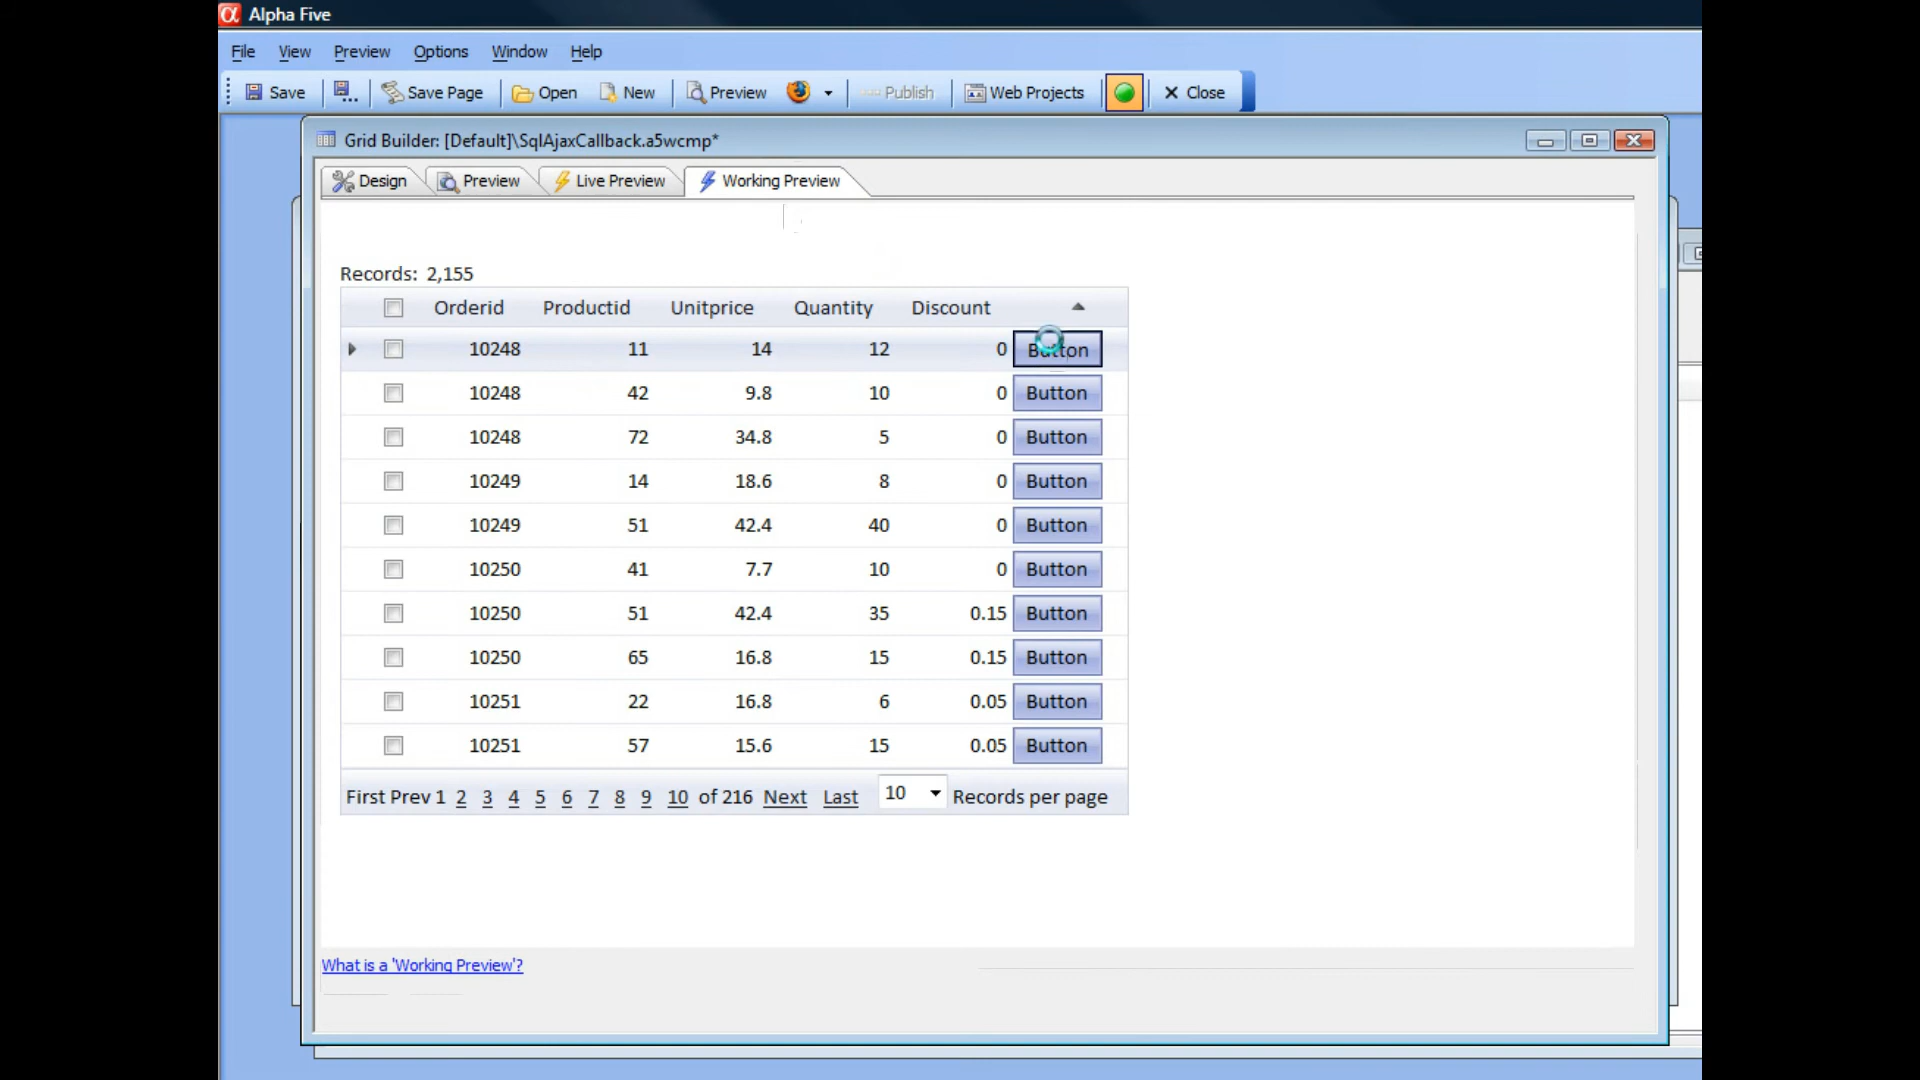 Alpha Five
File View Preview Options Window Help
Save Save Page Open New Preview Publish Web Projects Close
Grid Builder: [Default]\SqlAjaxCallback.a5wcmp*
Design Preview Live Preview Working Preview
Records: 2,155
Orderid Productid Unitprice Quantity Discount
10248 11 14 12 0 Button
10248 42 9.8 10 0 Button
10248 72 34.8 5 0 Button
10249 14 18.6 8 0 Button
10249 51 42.4 40 0 Button
10250 41 7.7 10 0 Button
10250 51 42.4 35 0.15 Button
10250 65 16.8 15 0.15 Button
10251 22 16.8 6 0.05 Button
10251 57 15.6 15 0.05 Button
First Prev 1 2 3 4 5 6 7 8 9 10 of 216 Next Last 10 Records per page
What is a 'Working Preview'?